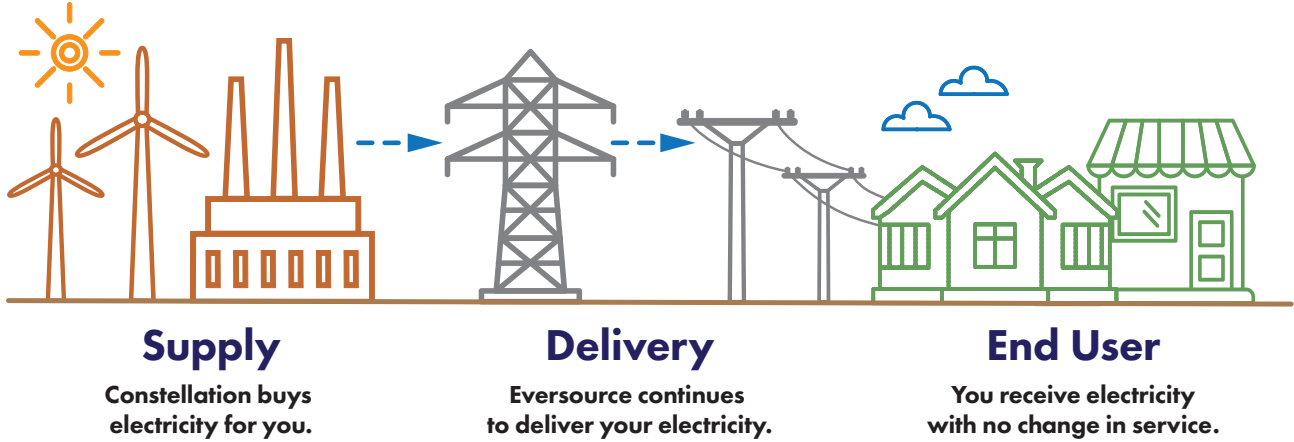 Supply
Constellation buys
electricity for you.
Delivery
Eversource continues
to deliver your electricity.
End User
You receive electricity
with no change in service.